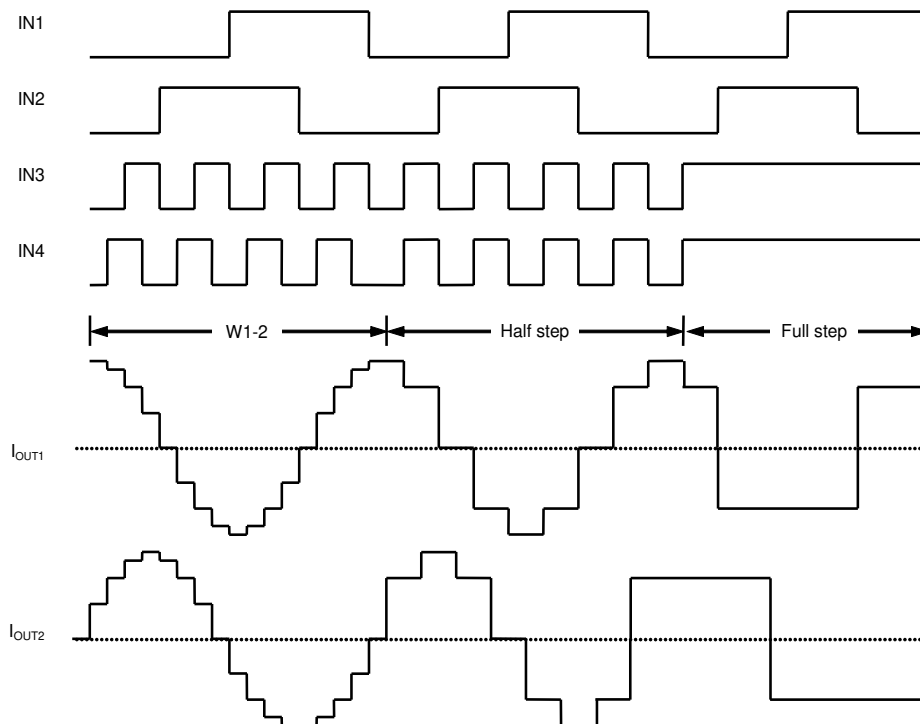 IN1
IN2
IN3
IN4
W1-2 Half step Full step
IOUT1
IOUT2